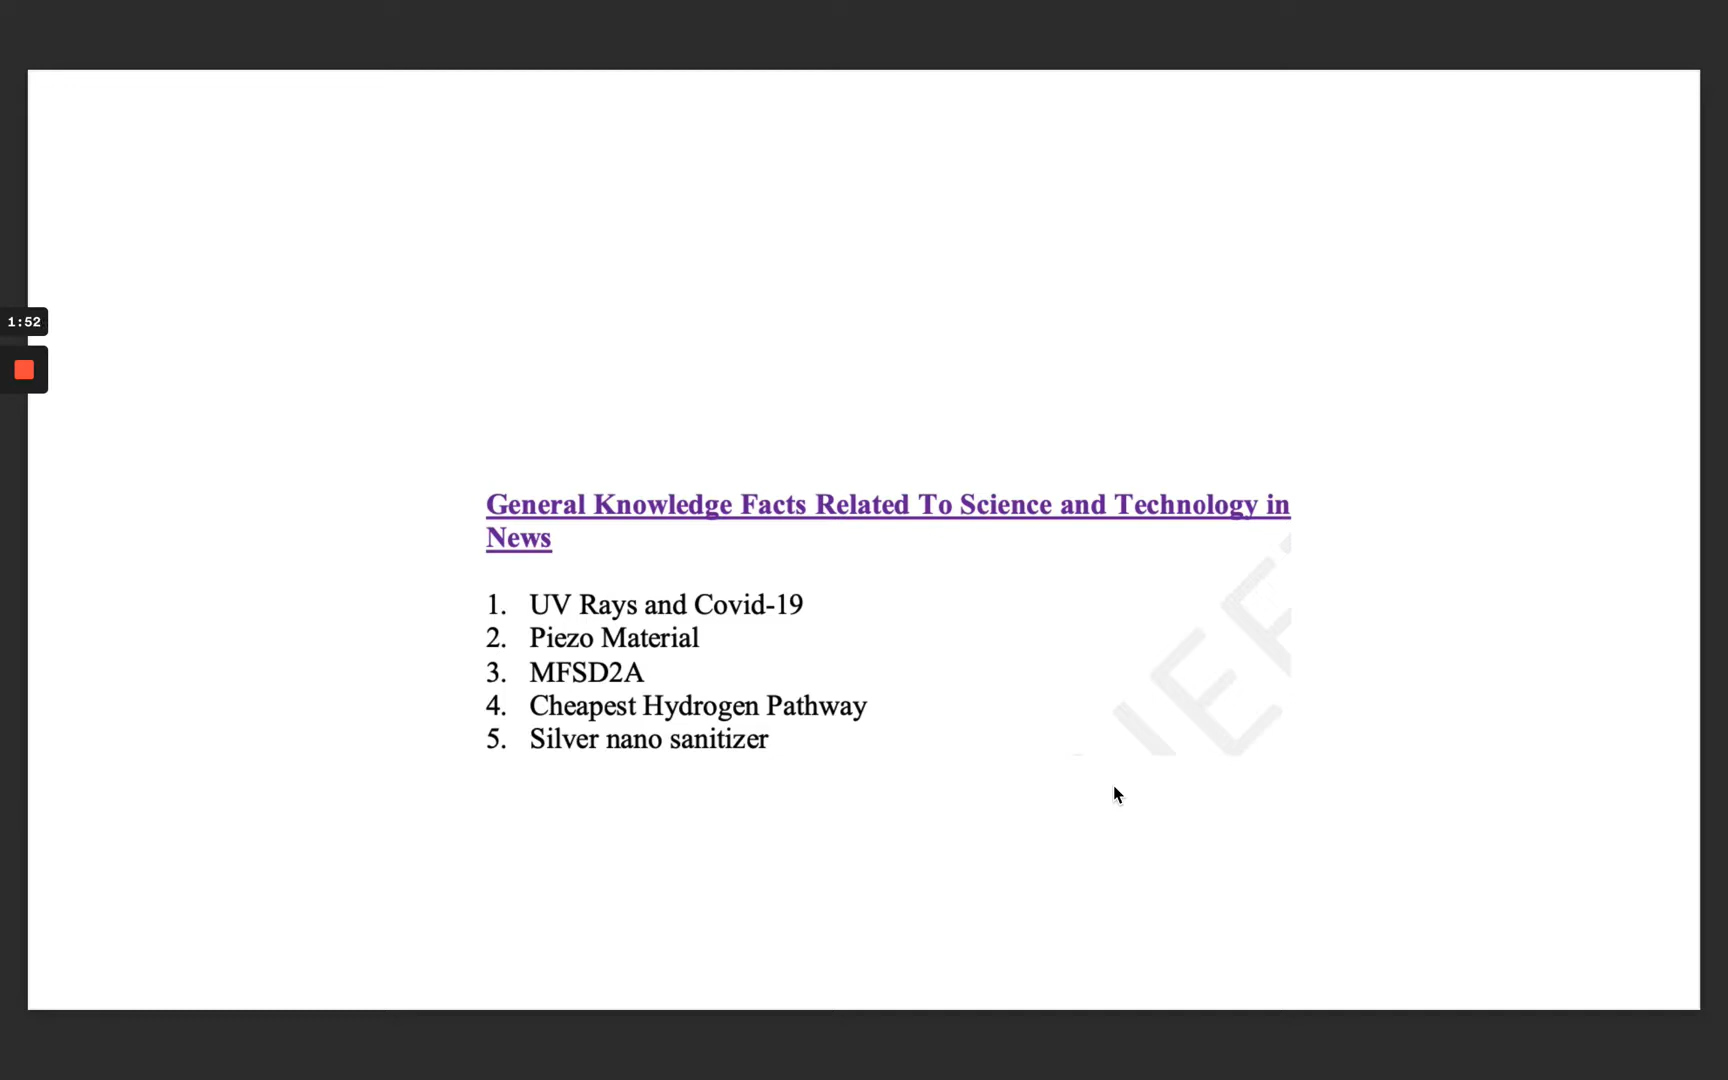 General Knowledge Facts Related To Science and Technology in
News
1:52
1. UV Rays and Covid-19
2. Piezo Material
3. MFSD2A
4. Cheapest Hydrogen Pathway
5. Silver nano sanitizer